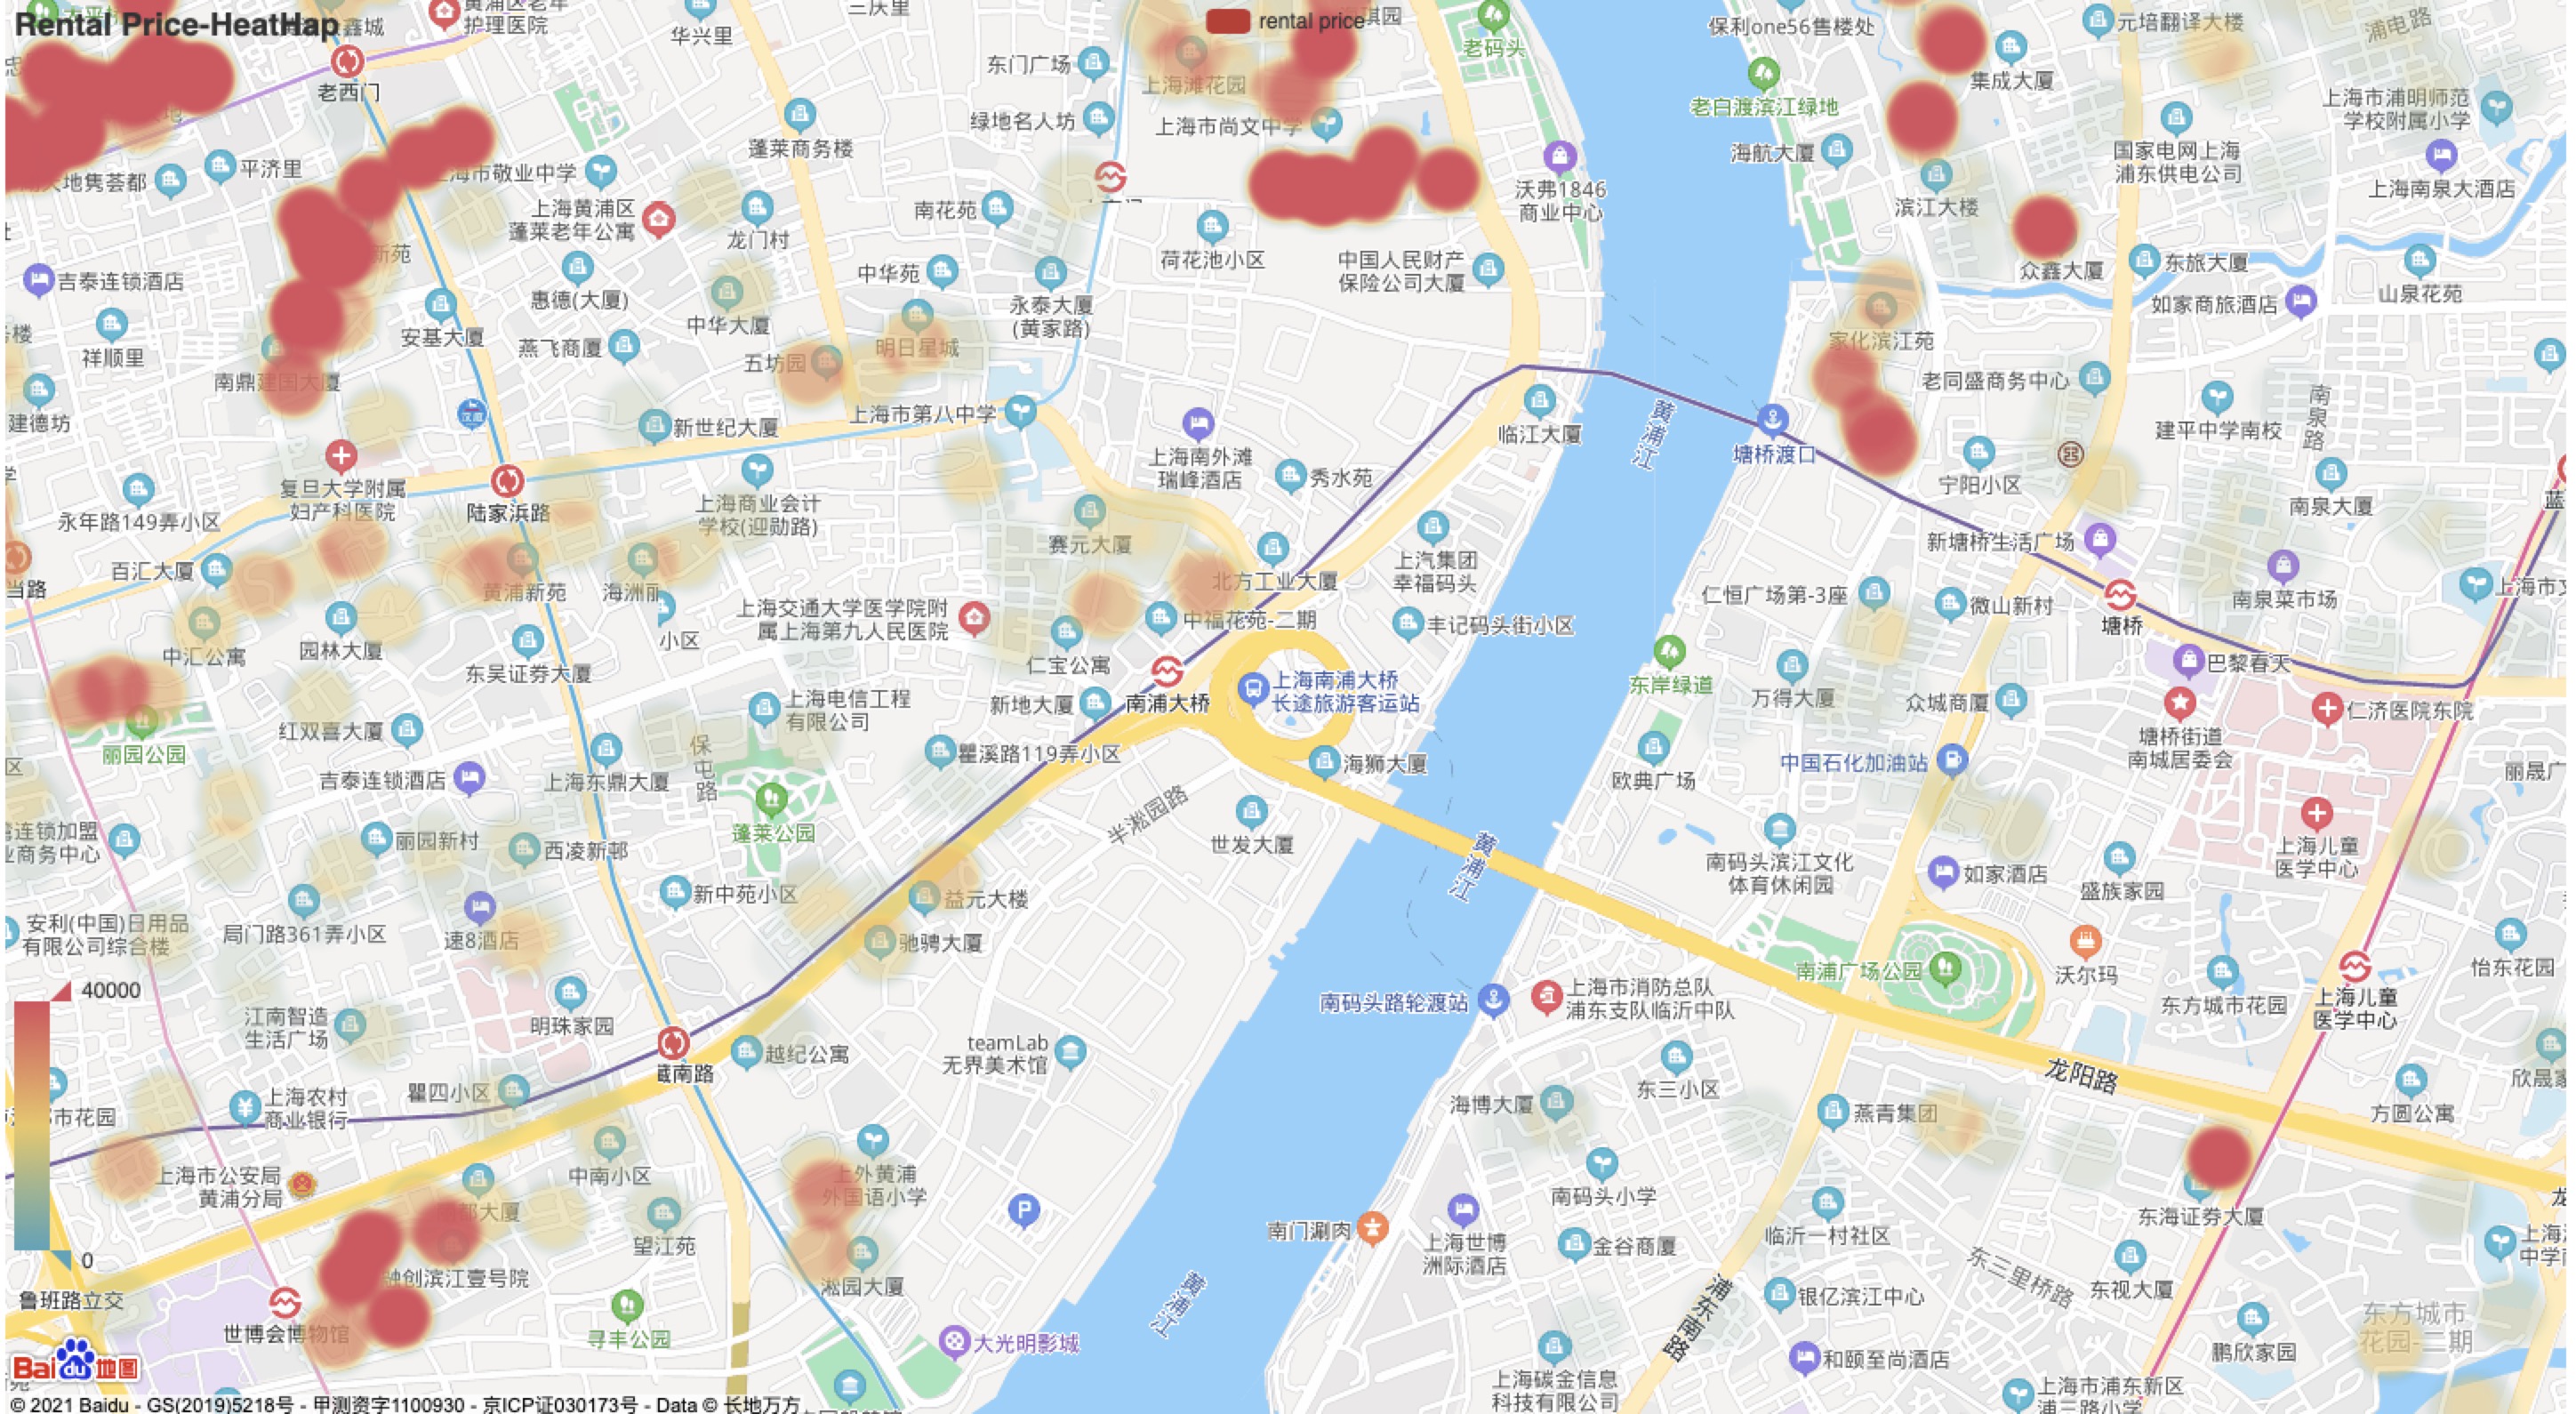 Rental Price-HeatHap
rental price
护理医院
老西门
华兴里
三庆里
东门广场
绿地名人坊
上海滩花园
上海市尚文中学
老码头
保利one56售楼处
老白渡滨江绿地
海航大厦
集成大厦
元培翻译大楼
浦电路
上海市浦明师范
学校附属小学
国家电网上海
浦东供电公司
上海南泉大酒店
沃弗1846
商业中心
滨江大楼
众鑫大厦
东旅大厦
如家商旅酒店
山泉花苑
平济里
蓬莱商务楼
上海黄浦区
蓬莱老年公寓
龙门村
南花苑
荷花池小区
中国人民财产
保险公司大厦
吉泰连锁酒店
新苑
惠德(大厦)
中华苑
永泰大厦
(黄家路)
中华大厦
祥顺里
安基大厦
燕飞商厦
五坊园
明日星城
家化滨江苑
南鼎建国大厦
建德坊
新世纪大厦
上海市第八中学
临江大厦
黄浦江
塘桥渡口
老同盛商务中心
南泉路
建平中学南校
上海南外滩
瑞峰酒店
秀水苑
宁阳小区
南泉大厦
永年路149弄小区
复旦大学附属
妇产科医院
陆家浜路
上海商业会计
学校(迎勋路)
赛元大厦
上汽集团
幸福码头
新塘桥生活广场
百汇大厦
黄浦新苑
北方工业大厦
仁恒广场第-3座
微山新村
塘桥
南泉菜市场
中汇公寓
园林大厦
东吴证券大厦
小区
上海交通大学医学院附
属上海第九人民医院
仁宝公寓
中福花苑-二期
丰记码头街小区
巴黎春天
东岸绿道
万得大厦
众城商厦
仁济医院东院
上海电信工程
有限公司
新地大厦
南浦大桥
上海南浦大桥
长途旅游客运站
塘桥街道
南城居委会
丽园公园
红双喜大厦
吉泰连锁酒店
上海东鼎大厦
保屯路
瞿溪路119弄小区
海狮大厦
欧典广场
中国石化加油站
蓬莱公园
半淞园路
世发大厦
黄浦江
南码头滨江文化
体育休闲园
如家酒店
盛族家园
上海儿童
医学中心
丽园新村
西凌新邨
新中苑小区
益元大楼
安利(中国)日用品
有限公司综合楼
局门路361弄小区
速8酒店
驰骋大厦
南浦广场公园
沃尔玛
怡东花园
40000
江南智造
生活广场
明珠家园
南码头路轮渡站
上海市消防总队
浦东支队临沂中队
东方城市花园
上海儿童
医学中心
越纪公寓
teamLab
无界美术馆
东三小区
龙阳路
上海农村
商业银行
瞿四小区
海博大厦
燕青集团
方圆公寓
上海市公安局
黄浦分局
中南小区
上外黄浦
外国语小学
南码头小学
东海证券大厦
望江苑
南门涮肉
上海世博
洲际酒店
金谷商厦
临沂一村社区
东三里桥路
东视大厦
0
鲁班路立交
淞园大厦
黄浦江
浦东南路
银亿滨江中心
世博会博物馆
寻丰公园
大光明影城
鹏欣家园
东方城市
花园-二期
Bai du 地图
上海碳金信息
科技有限公司
和颐至尚酒店
上海市浦东新区
浦三路小学
© 2021 Baidu - GS(2019)5218号 - 甲测资字1100930 - 京ICP证030173号 - Data © 长地万方